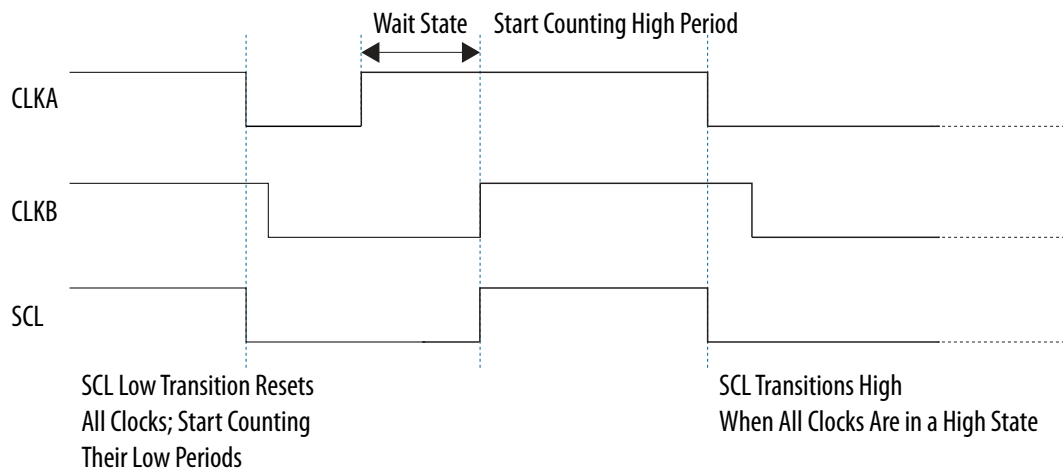 Wait State
Start Counting High Period
CLKA
CLKB
SCL
SCL Low Transition Resets
All Clocks; Start Counting
Their Low Periods
SCL Transitions High
When All Clocks Are in a High State